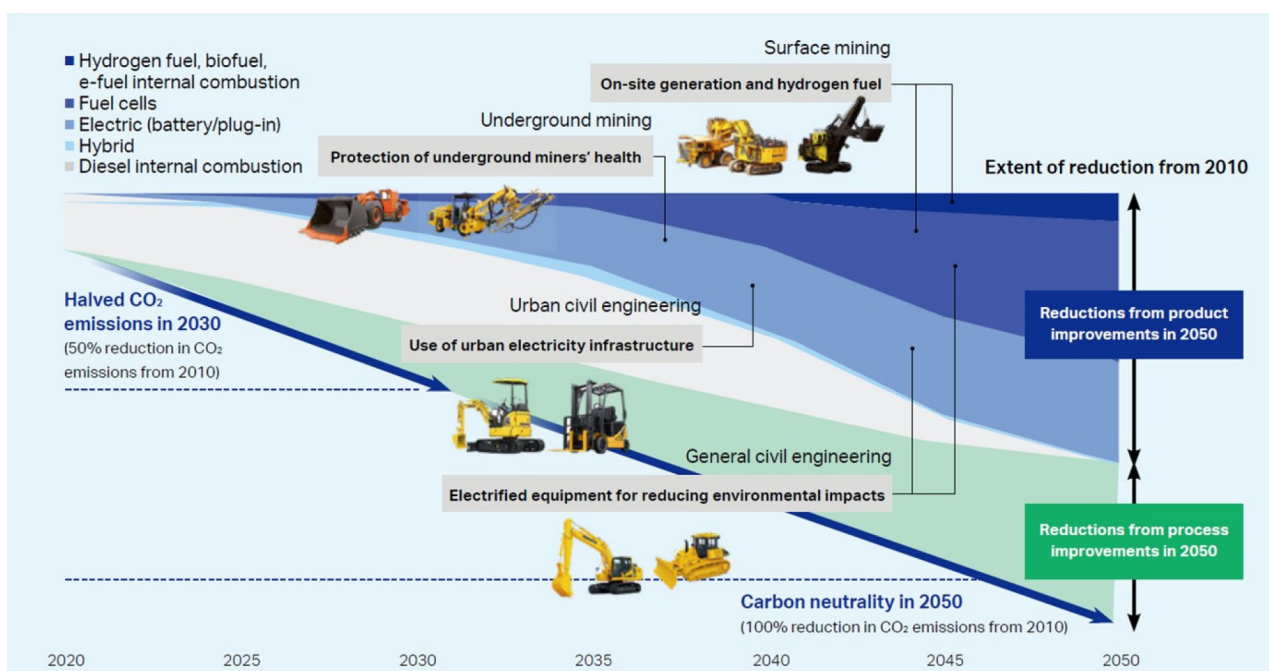 Hydrogen fuel, biofuel,
e-fuel internal combustion
Fuel cells
Electric (battery/plug-in)
Hybrid
Diesel internal combustion
Surface mining
On-site generation and hydrogen fuel
Underground mining
Protection of underground miners' health
Extent of reduction from 2010
Halved CO₂
emissions in 2030
(50% reduction in CO₂
emissions from 2010)
Urban civil engineering
Use of urban electricity infrastructure
Reductions from product
improvements in 2050
General civil engineering
Electrified equipment for reducing environmental impacts
Reductions from process
improvements in 2050
Carbon neutrality in 2050
(100% reduction in CO₂ emissions from 2010)
2020 2025 2030 2035 2040 2045 2050